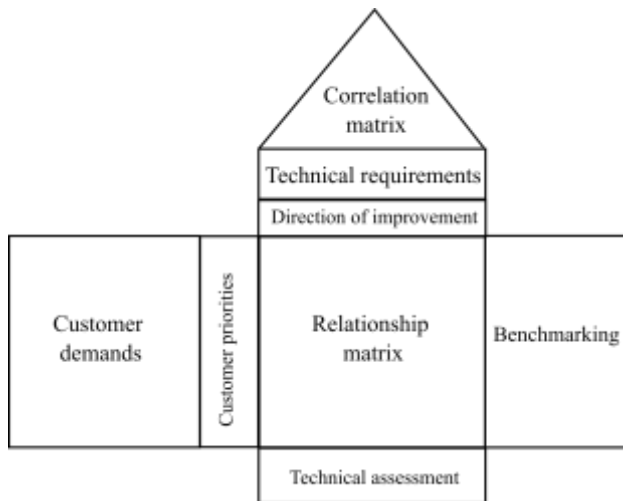 Correlation
matrix
Technical requirements
Direction of improvement
Customer
demands
Customer priorities
Relationship
matrix
Benchmarking
Technical assessment